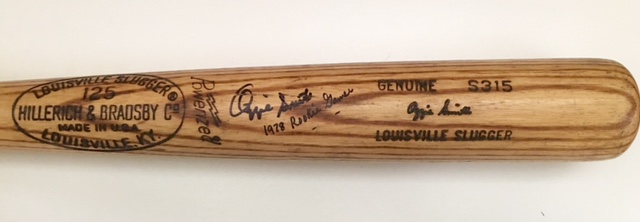 LOUISVILLE SLUGGER®
125
HILLERICH & BRADSBY Co
MADE IN U.S.A.
LOUISVILLE, KY.
Powerized
Ozzie Smith
1978 Rookie Gamer
GENUINE S315
Ozzie Smith
LOUISVILLE SLUGGER